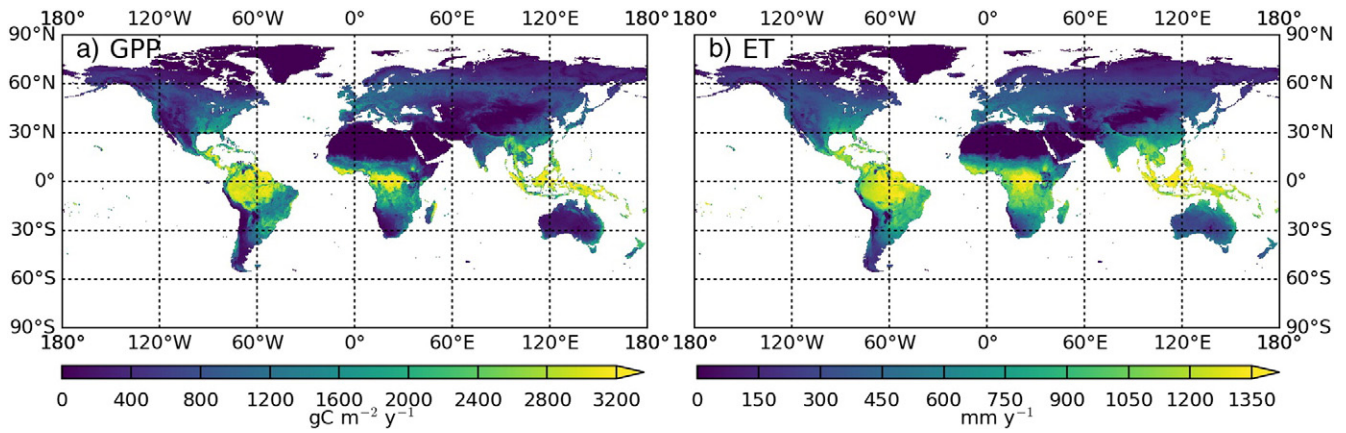 180° 120°W 60°W 0° 60°E 120°E 180° 180° 120°W 60°W 0° 60°E 120°E 180°
90°N a) GPP b) ET 90°N
60°N 60°N
30°N 30°N
0° 0°
30°S 30°S
60°S 60°S
90°S 90°S
180° 120°W 60°W 0° 60°E 120°E 180° 180° 120°W 60°W 0° 60°E 120°E 180°
0 400 800 1200 1600 2000 2400 2800 3200 0 150 300 450 600 750 900 1050 1200 1350
gC m⁻² y⁻¹ mm y⁻¹